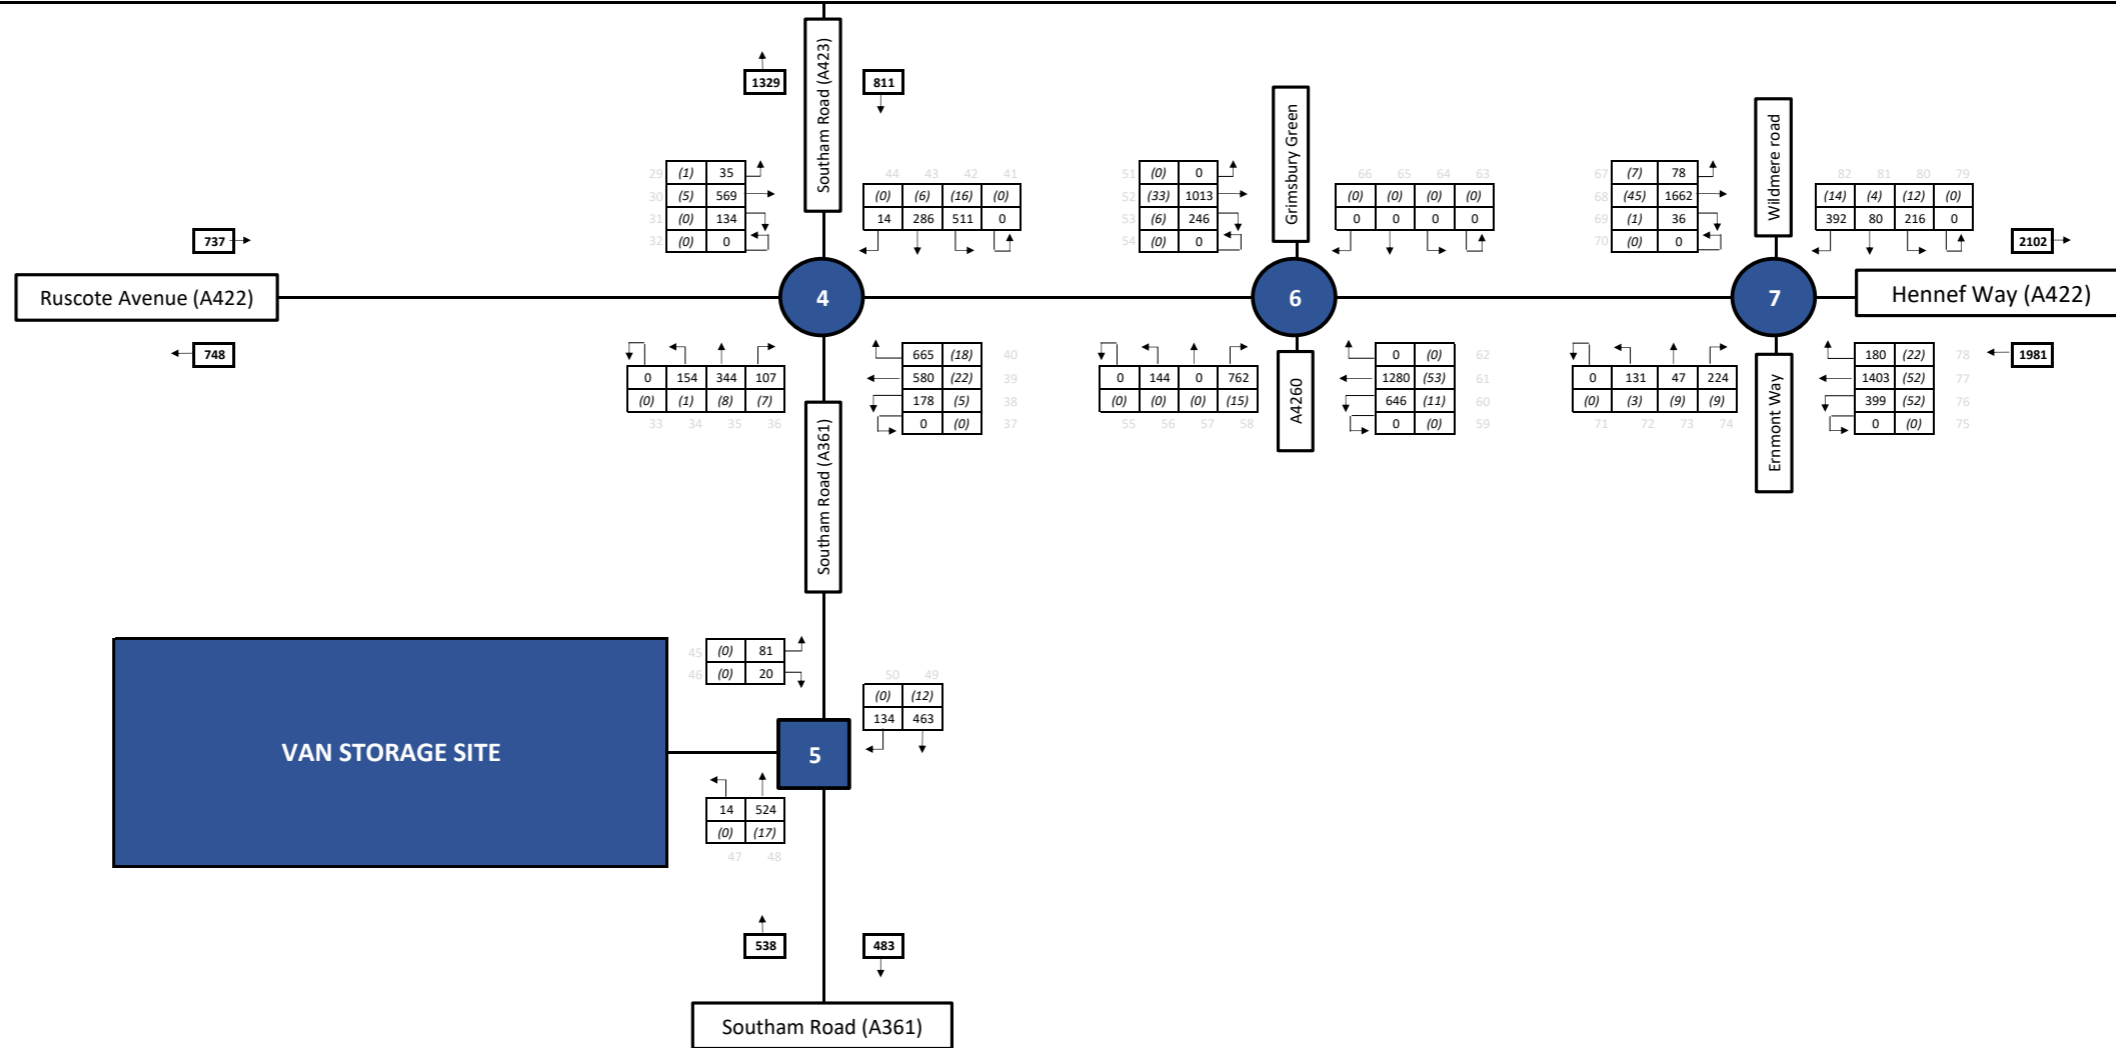 Southam Road (A423)
1329
811
Grimsbury Green
Wildmere road
29 (1) 35
30 (5) 569
31 (0) 134
32 (0) 0
44 43 42 41
(0) (6) (16) (0)
14 286 511 0
51 (0) 0
52 (33) 1013
53 (6) 246
54 (0) 0
66 65 64 63
(0) (0) (0) (0)
0 0 0 0
67 (7) 78
68 (45) 1662
69 (1) 36
70 (0) 0
82 81 80 79
(14) (4) (12) (0)
392 80 216 0
737
2102
Ruscote Avenue (A422)
4
6
7
Hennef Way (A422)
748
0 154 344 107
(0) (1) (8) (7)
33 34 35 36
665 (18) 40
580 (22) 39
178 (5) 38
0 (0) 37
0 144 0 762
(0) (0) (0) (15)
55 56 57 58
A4260
0 (0) 62
1280 (53) 61
646 (11) 60
0 (0) 59
0 131 47 224
(0) (3) (9) (9)
71 72 73 74
Ernmont Way
180 (22) 78
1403 (52) 77
399 (52) 76
0 (0) 75
1981
Southam Road (A361)
45 (0) 81
46 (0) 20
50 49
(0) (12)
134 463
VAN STORAGE SITE
5
14 524
(0) (17)
47 48
538
483
Southam Road (A361)